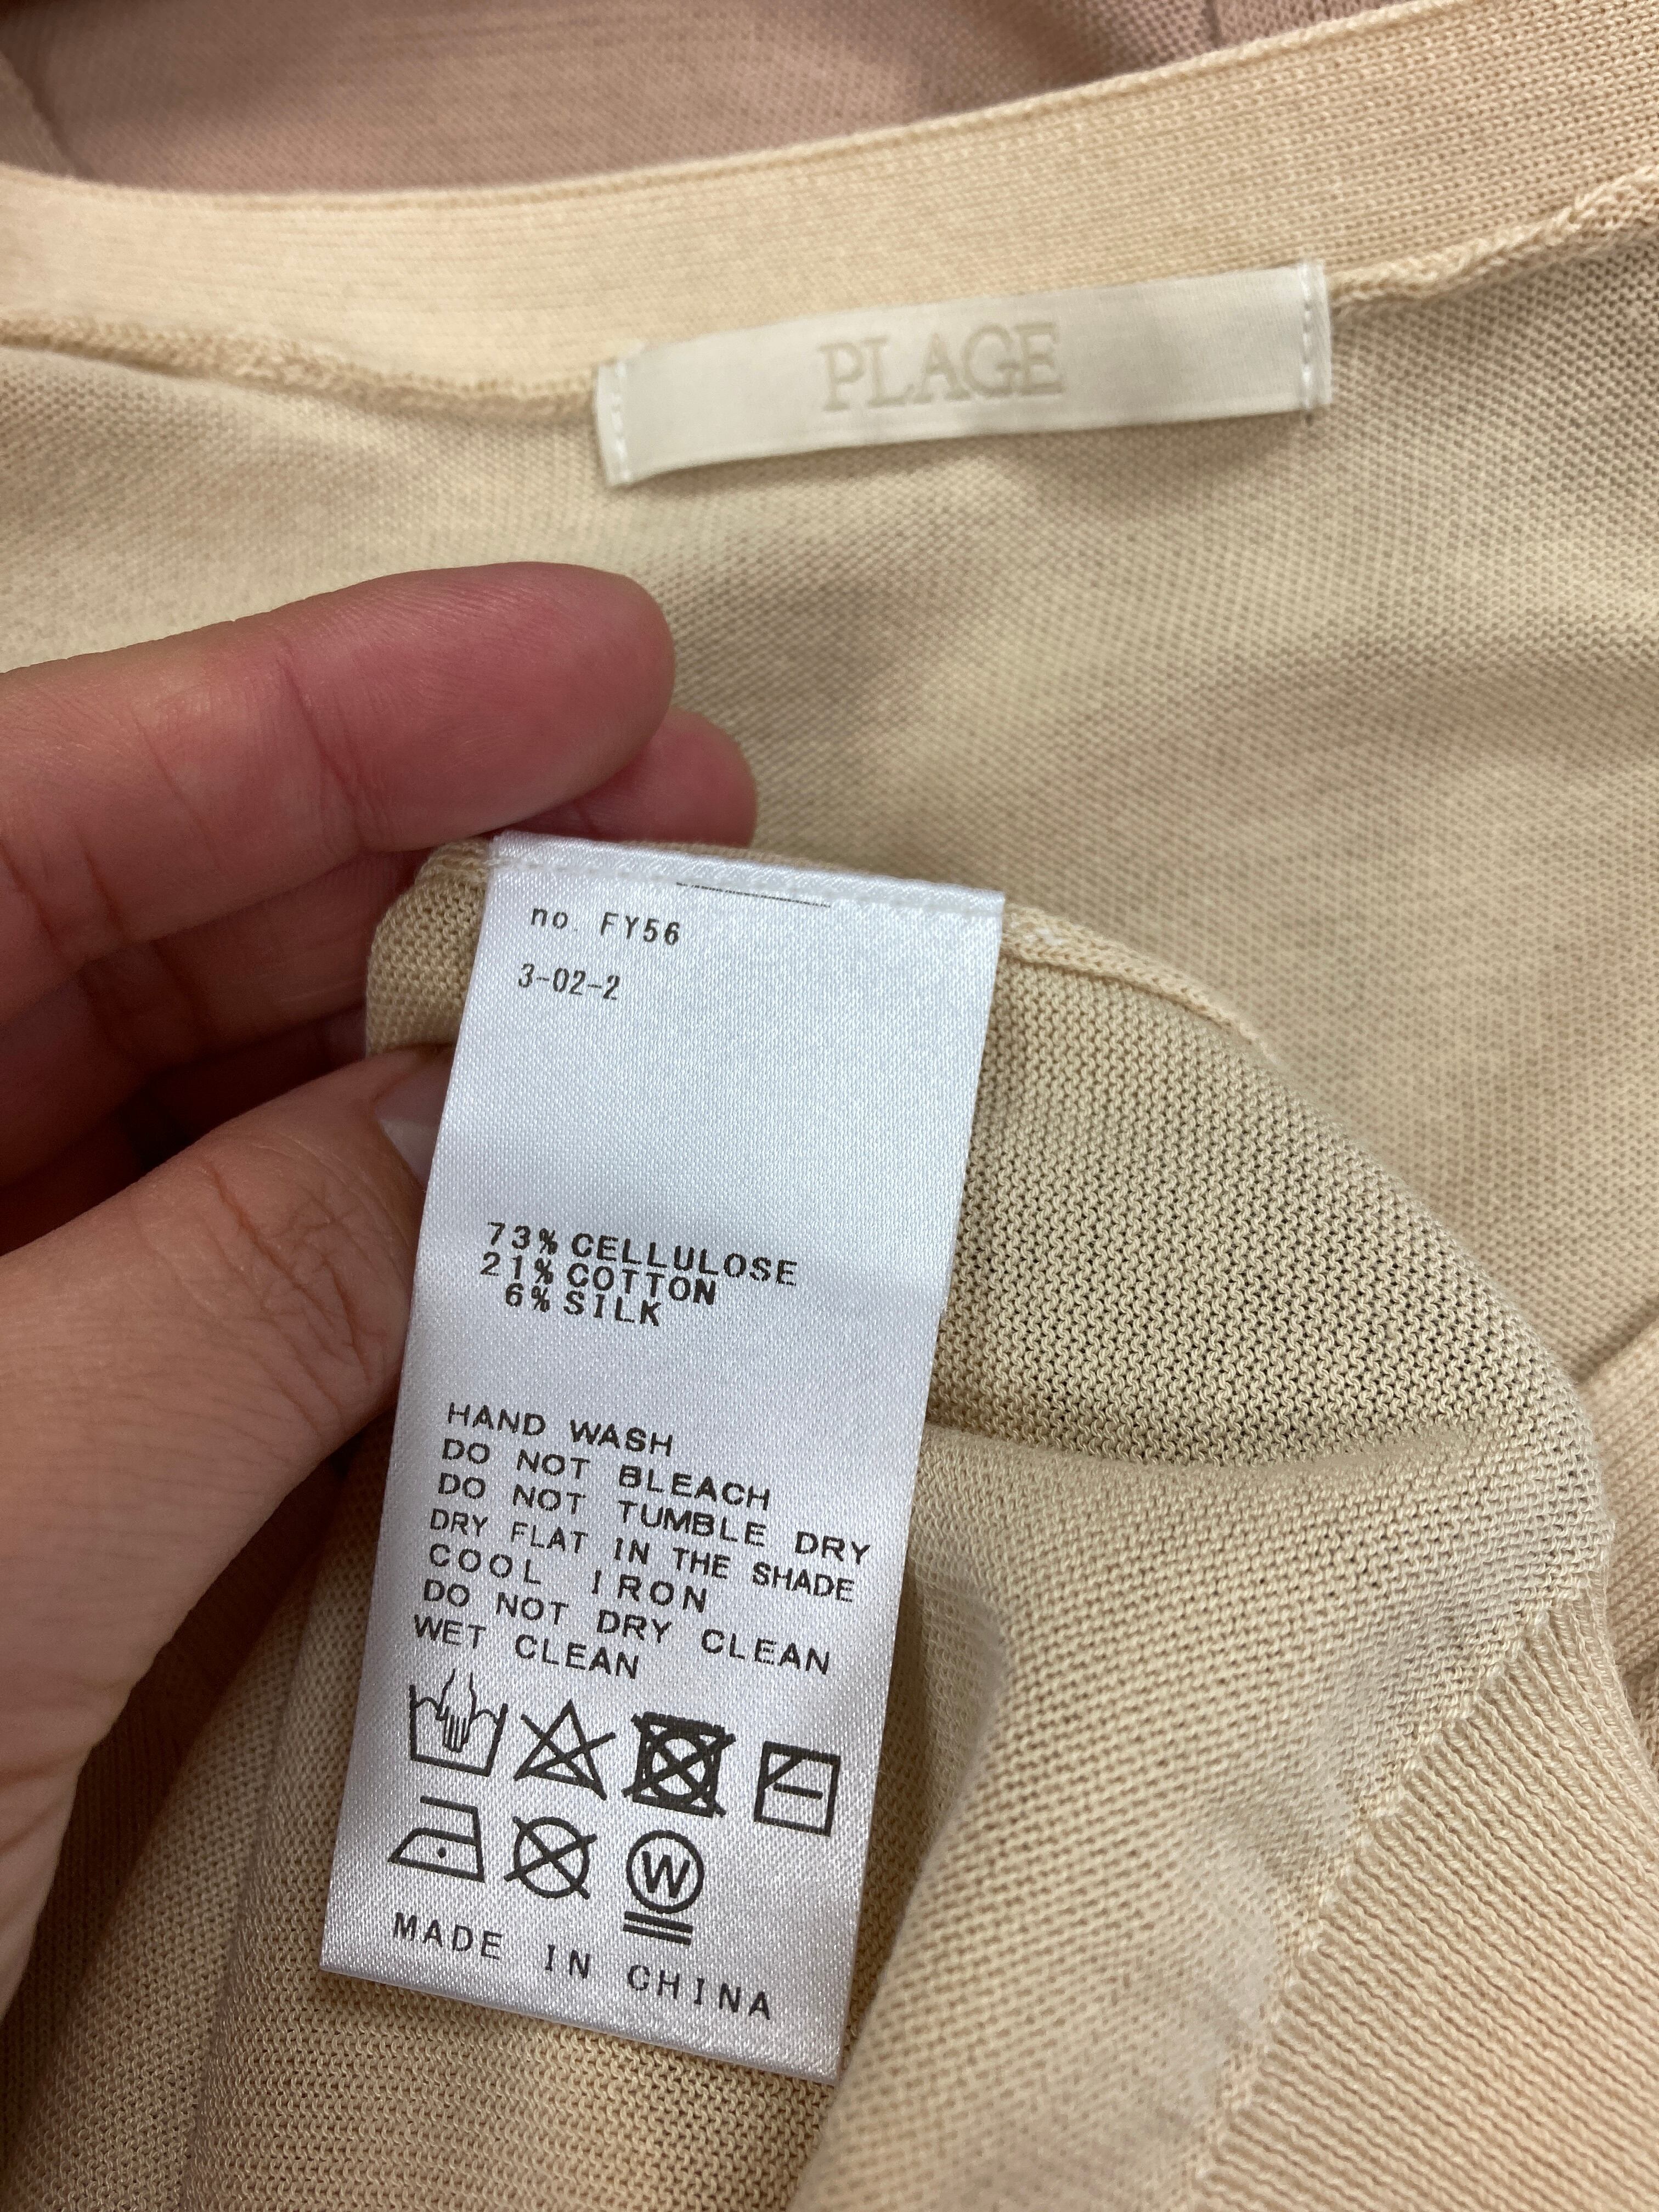 PLAGE
no. FY56
3-02-2
73% CELLULOSE
21% COTTON
6% SILK
HAND WASH
DO NOT BLEACH
DO NOT TUMBLE DRY
DRY FLAT IN THE SHADE
COOL IRON
DO NOT DRY CLEAN
WET CLEAN
W
MADE IN CHINA